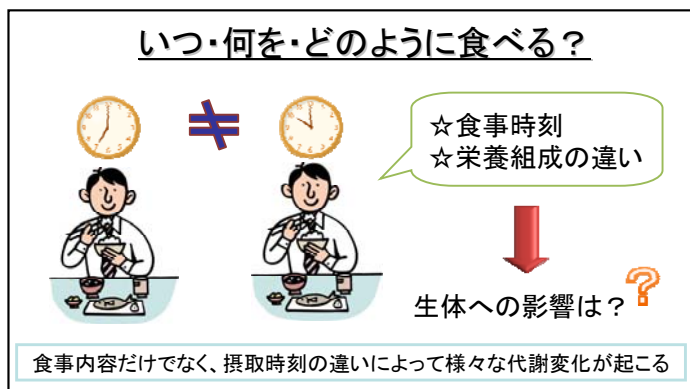 いつ・何を・どのように食べる？
≠
☆食事時刻
☆栄養組成の違い
生体への影響は？
?
食事内容だけでなく、摂取時刻の違いによって様々な代謝変化が起こる